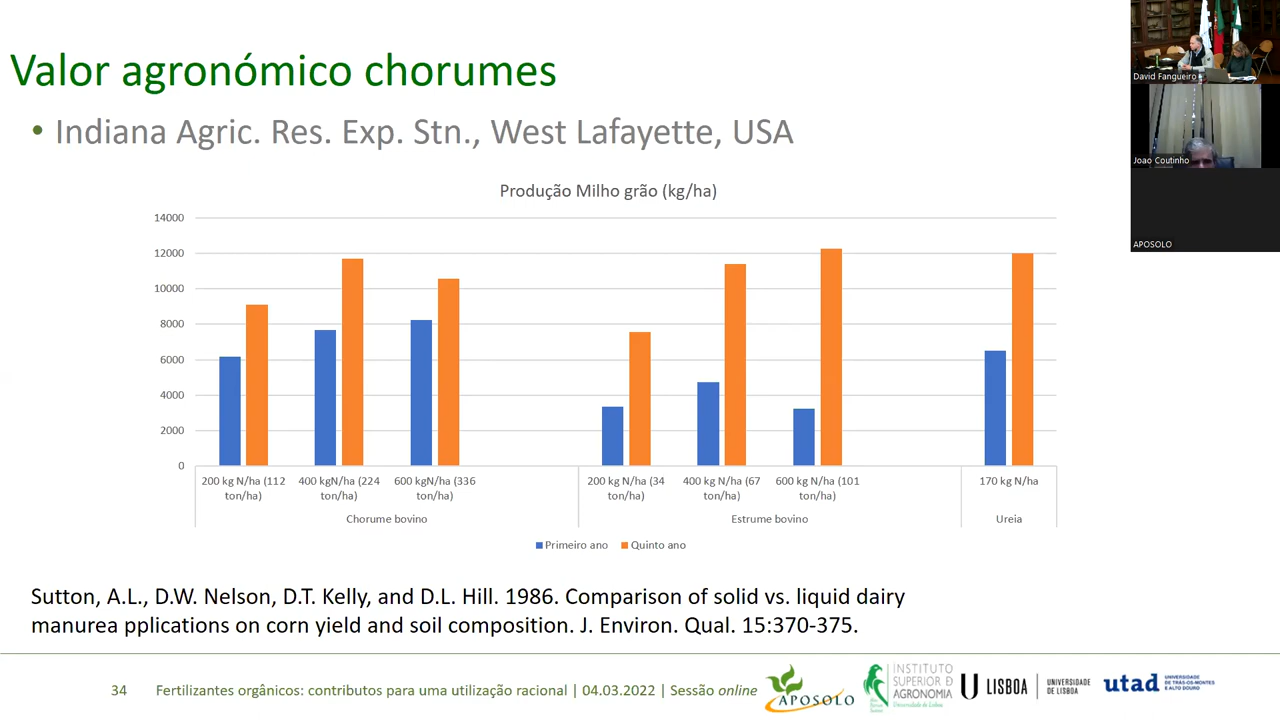 Valor agronómico chorumes
• Indiana Agric. Res. Exp. Stn., West Lafayette, USA
Produção Milho grão (kg/ha)
14000
12000
10000
8000
6000
4000
2000
0
200 kg N/ha (112 ton/ha)
400 kgN/ha (224 ton/ha)
600 kgN/ha (336 ton/ha)
200 kg N/ha (34 ton/ha)
400 kg N/ha (67 ton/ha)
600 kg N/ha (101 ton/ha)
170 kg N/ha
Chorume bovino
Estrume bovino
Ureia
Primeiro ano
Quinto ano
Sutton, A.L., D.W. Nelson, D.T. Kelly, and D.L. Hill. 1986. Comparison of solid vs. liquid dairy
manurea pplications on corn yield and soil composition. J. Environ. Qual. 15:370-375.
34
Fertilizantes orgânicos: contributos para uma utilização racional | 04.03.2022 | Sessão online
APOSOLO
INSTITUTO
SUPERIOR D
AGRONOMIA
Universidade de Lisboa
LISBOA
UNIVERSIDADE
DE LISBOA
utad
UNIVERSIDADE
DE TRÁS-OS-MONTES
E ALTO DOURO
David Fangueiro
Joao Coutinho
APOSOLO